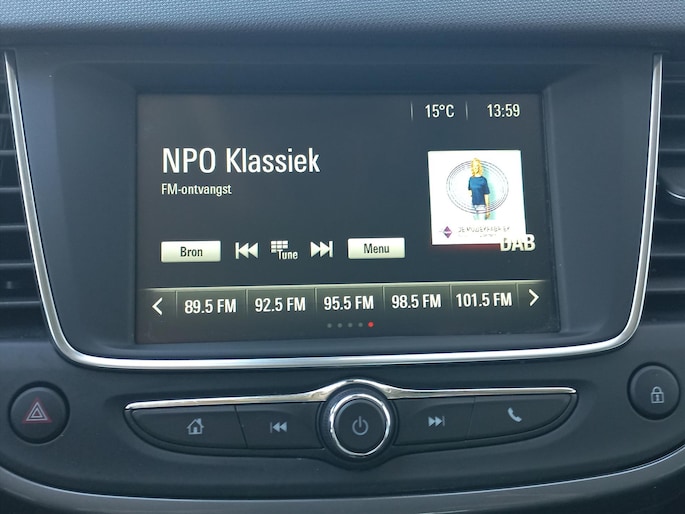 15°C 13:59
NPO Klassiek
FM-ontvangst
DAB
Bron Tune Menu
89.5 FM 92.5 FM 95.5 FM 98.5 FM 101.5 FM